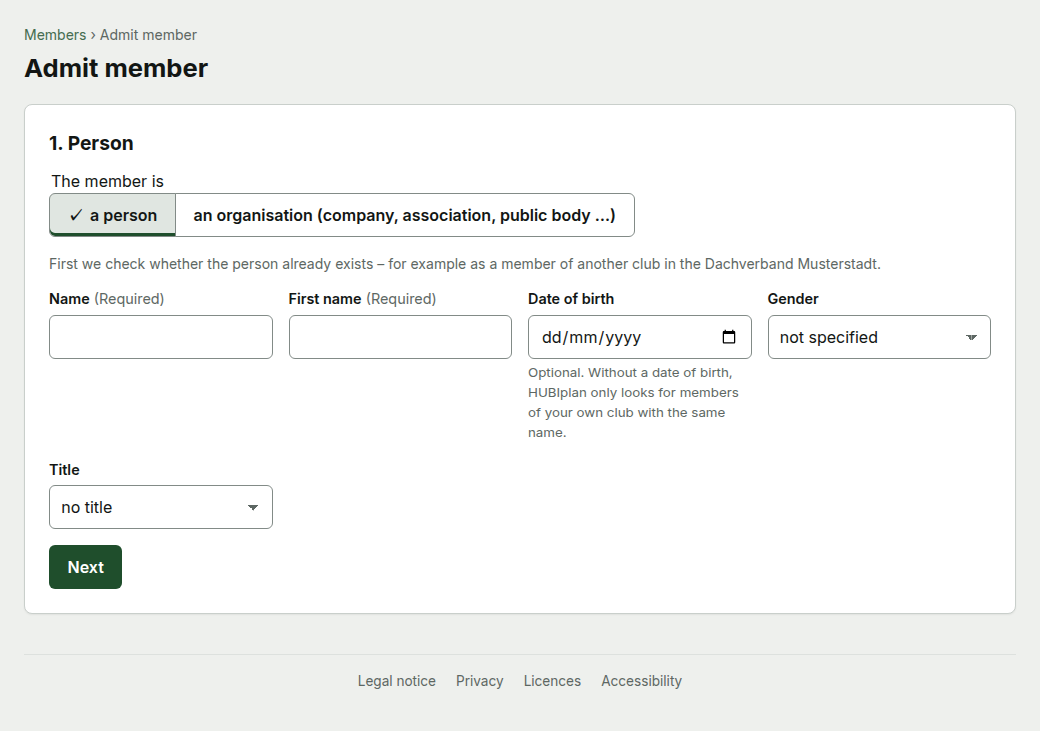 Members › Admit member
Admit member
1. Person
The member is
✓ a person
an organisation (company, association, public body ...)
First we check whether the person already exists – for example as a member of another club in the Dachverband Musterstadt.
Name (Required)
First name (Required)
Date of birth
Gender
dd/mm/yyyy
not specified
Optional. Without a date of birth,
HUBIplan only looks for members
of your own club with the same
name.
Title
no title
Next
Legal notice
Privacy
Licences
Accessibility